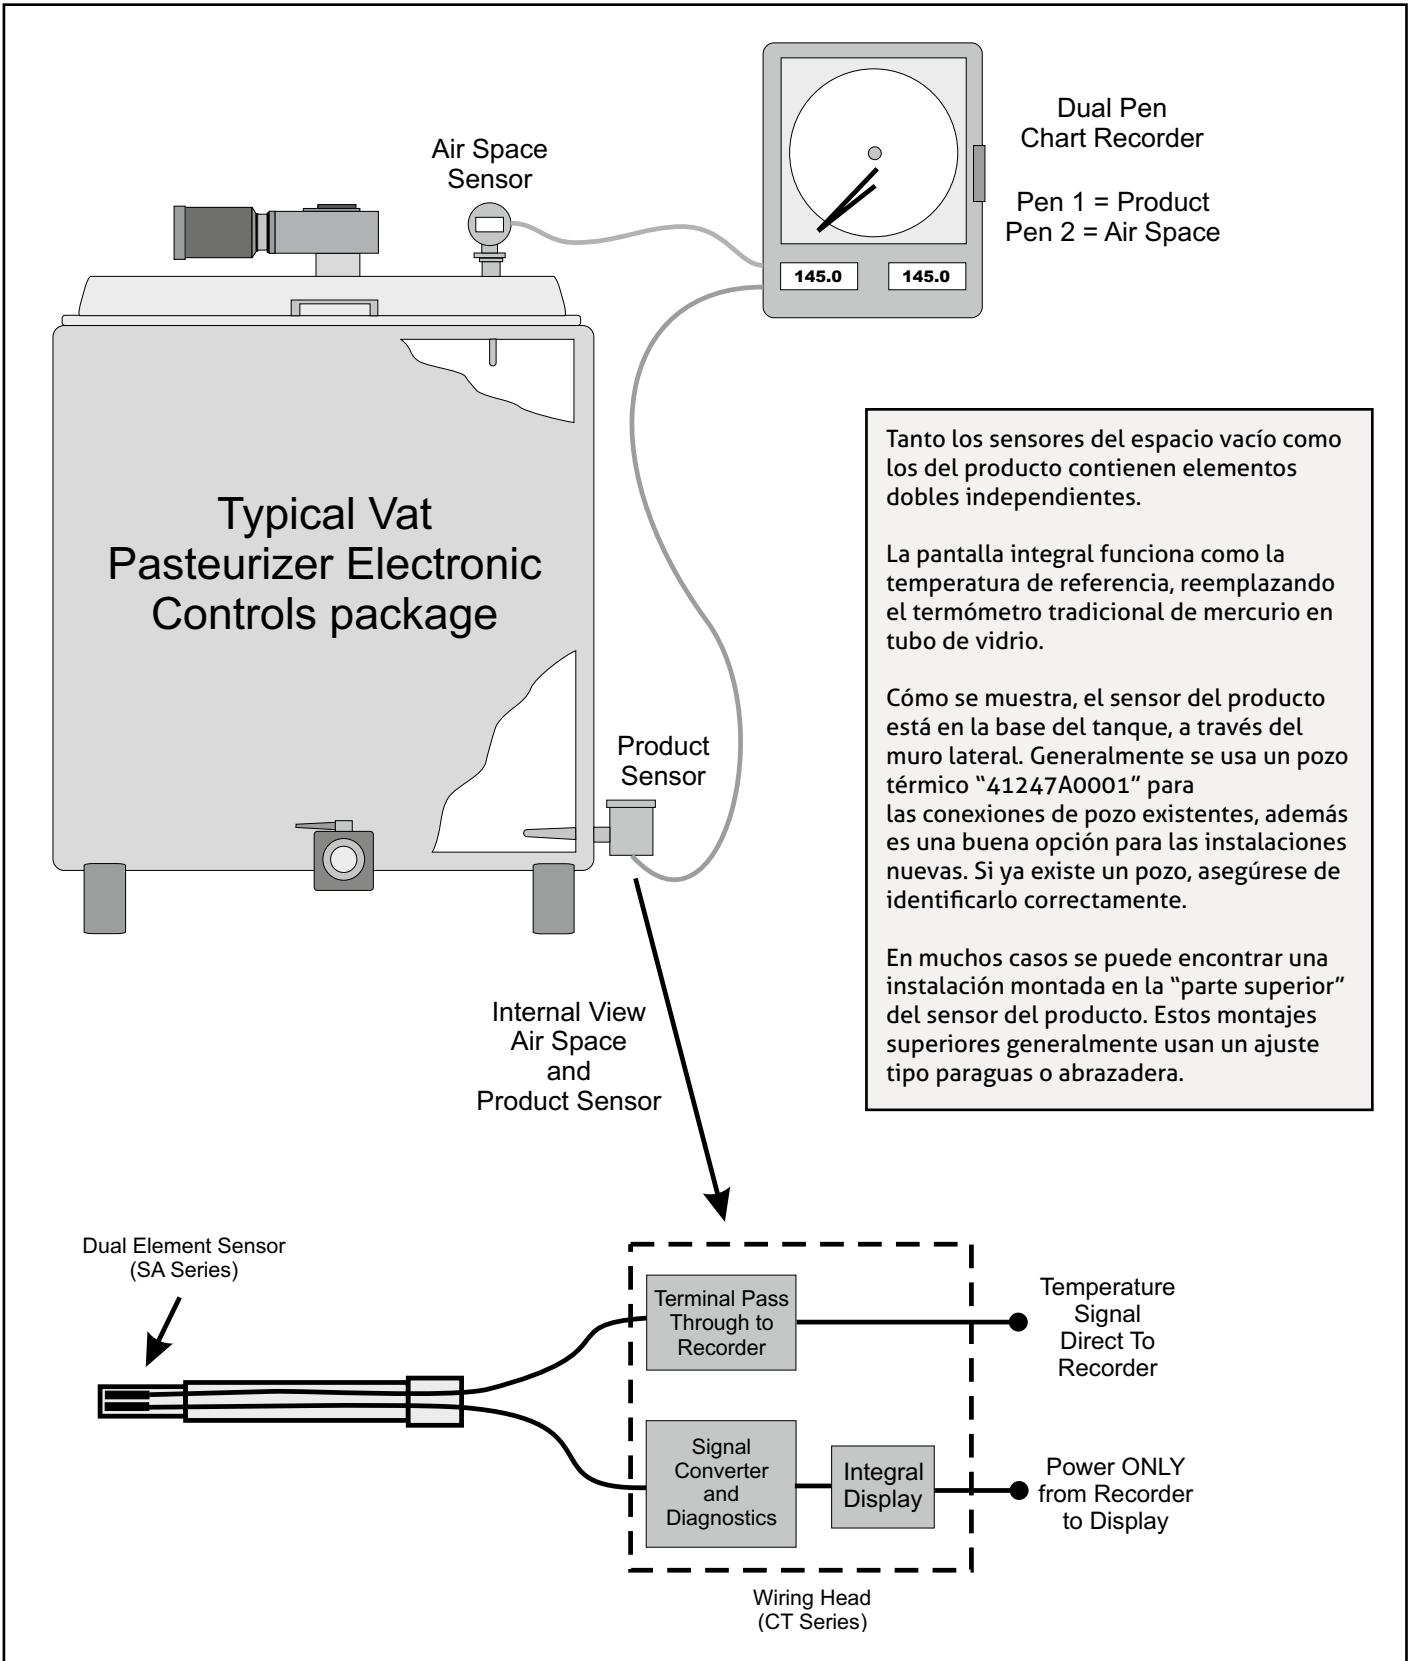 Dual Pen
Chart Recorder
Pen 1 = Product
Pen 2 = Air Space
Air Space
Sensor
145.0
145.0
Typical Vat
Pasteurizer Electronic
Controls package
Tanto los sensores del espacio vacío como
los del producto contienen elementos
dobles independientes.
La pantalla integral funciona como la
temperatura de referencia, reemplazando
el termómetro tradicional de mercurio en
tubo de vidrio.
Cómo se muestra, el sensor del producto
está en la base del tanque, a través del
muro lateral. Generalmente se usa un pozo
térmico “41247A0001” para
las conexiones de pozo existentes, además
es una buena opción para las instalaciones
nuevas. Si ya existe un pozo, asegúrese de
identificarlo correctamente.
En muchos casos se puede encontrar una
instalación montada en la “parte superior”
del sensor del producto. Estos montajes
superiores generalmente usan un ajuste
tipo paraguas o abrazadera.
Product
Sensor
Internal View
Air Space
and
Product Sensor
Dual Element Sensor
(SA Series)
Terminal Pass
Through to
Recorder
Temperature
Signal
Direct To
Recorder
Signal
Converter
and
Diagnostics
Integral
Display
Power ONLY
from Recorder
to Display
Wiring Head
(CT Series)